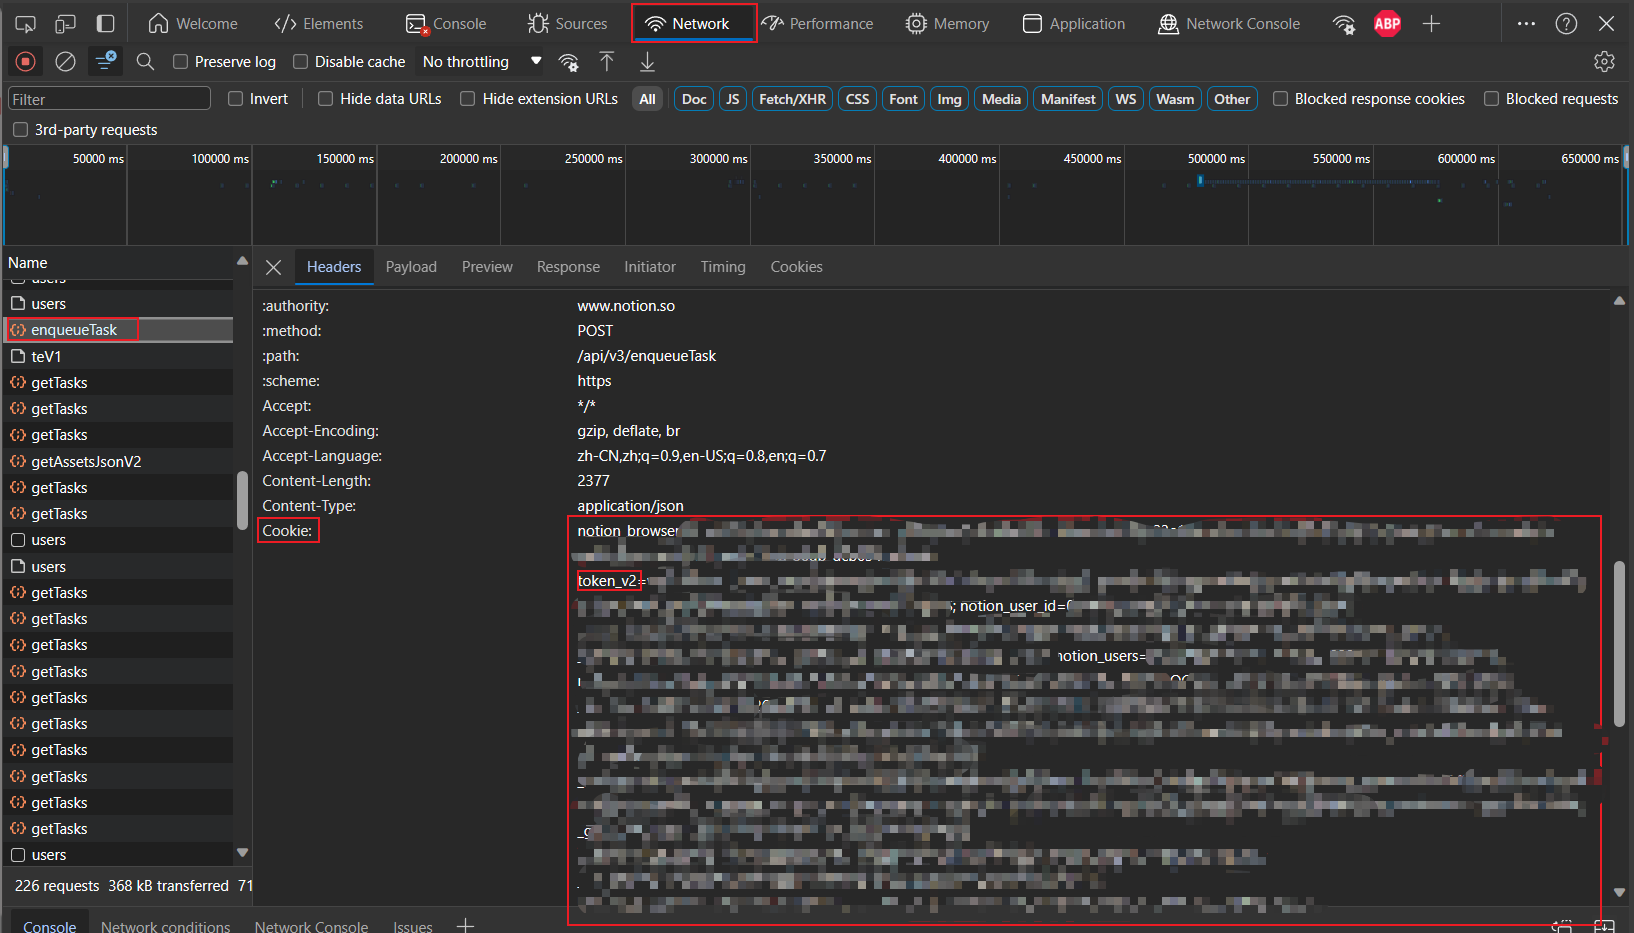 Welcome Elements Console Sources Network Performance Memory Application Network Console ABP
Preserve log Disable cache No throttling
Filter Invert Hide data URLs Hide extension URLs All Doc JS Fetch/XHR CSS Font Img Media Manifest WS Wasm Other Blocked response cookies Blocked requests
3rd-party requests
50000 ms 100000 ms 150000 ms 200000 ms 250000 ms 300000 ms 350000 ms 400000 ms 450000 ms 500000 ms 550000 ms 600000 ms 650000 ms
Name
users
users
enqueueTask
teV1
getTasks
getTasks
getTasks
getAssetsJsonV2
getTasks
getTasks
users
users
getTasks
getTasks
getTasks
getTasks
getTasks
getTasks
getTasks
getTasks
getTasks
getTasks
users
226 requests 368 kB transferred 71
Headers Payload Preview Response Initiator Timing Cookies
:authority: www.notion.so
:method: POST
:path: /api/v3/enqueueTask
:scheme: https
Accept: */*
Accept-Encoding: gzip, deflate, br
Accept-Language: zh-CN,zh;q=0.9,en-US;q=0.8,en;q=0.7
Content-Length: 2377
Content-Type: application/json
Cookie: notion_browser
token_v2=
; notion_user_id=
notion_users=
Console Network conditions Network Console Issues